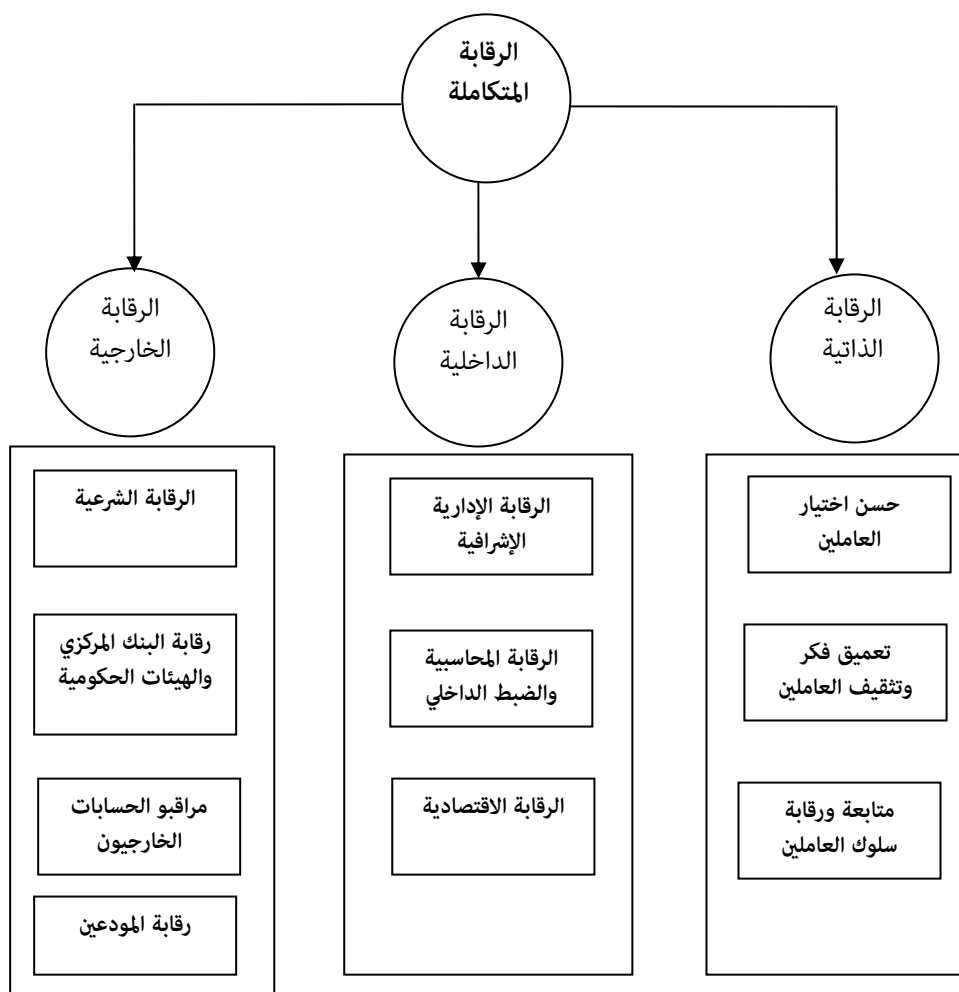 الرقابة
المتكاملة
الرقابة
الذاتية
حسن اختيار
العاملين
تعميق فكر
وتثقيف العاملين
متابعة ورقابة
سلوك العاملين
الرقابة
الداخلية
الرقابة الإدارية
الإشرافية
الرقابة المحاسبية
والضبط الداخلي
الرقابة الاقتصادية
الرقابة
الخارجية
الرقابة الشرعية
رقابة البنك المركزي
والهيئات الحكومية
مراقبو الحسابات
الخارجيون
رقابة المودعين